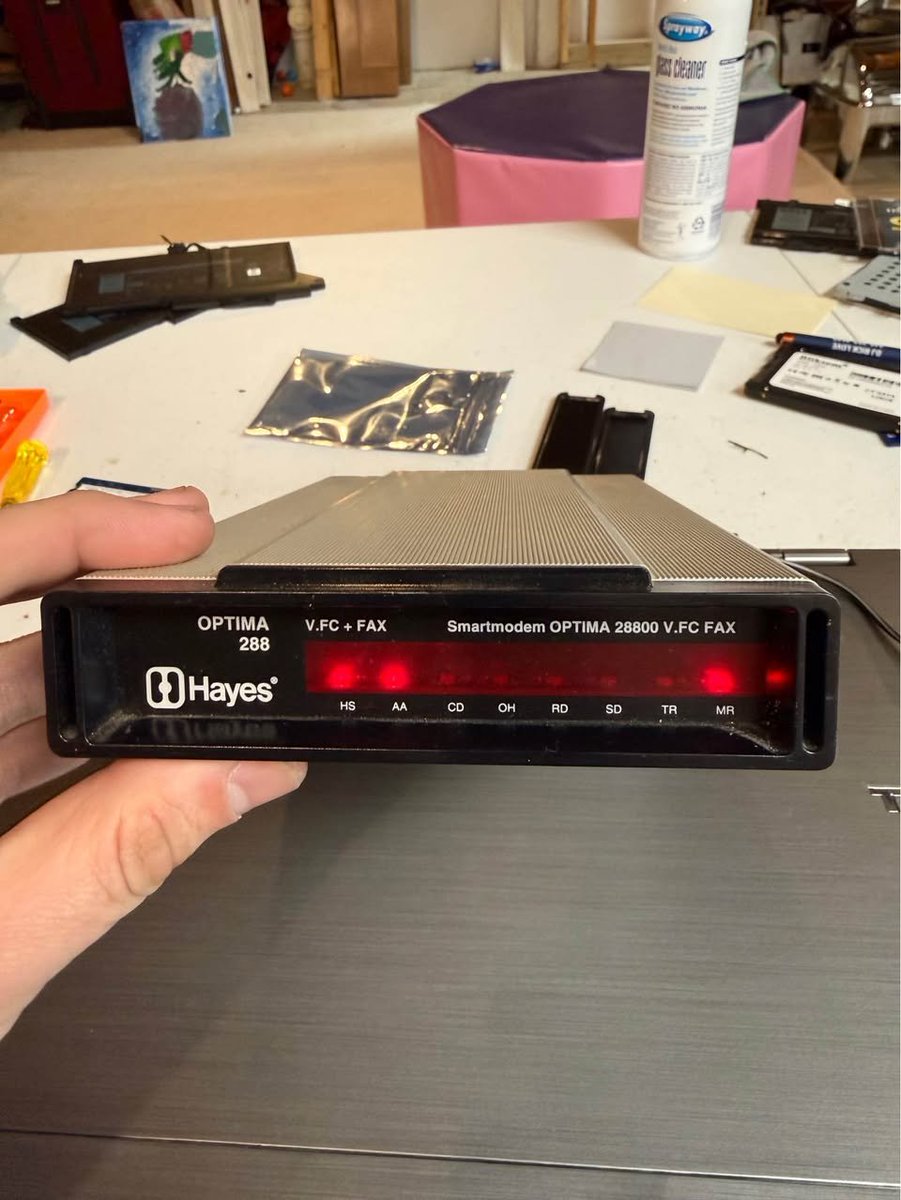 Sprayway.
glass cleaner
OPTIMA
288
V.FC + FAX
Smartmodem OPTIMA 28800 V.FC FAX
Hayes®
HS
AA
CD
OH
RD
SD
TR
MR